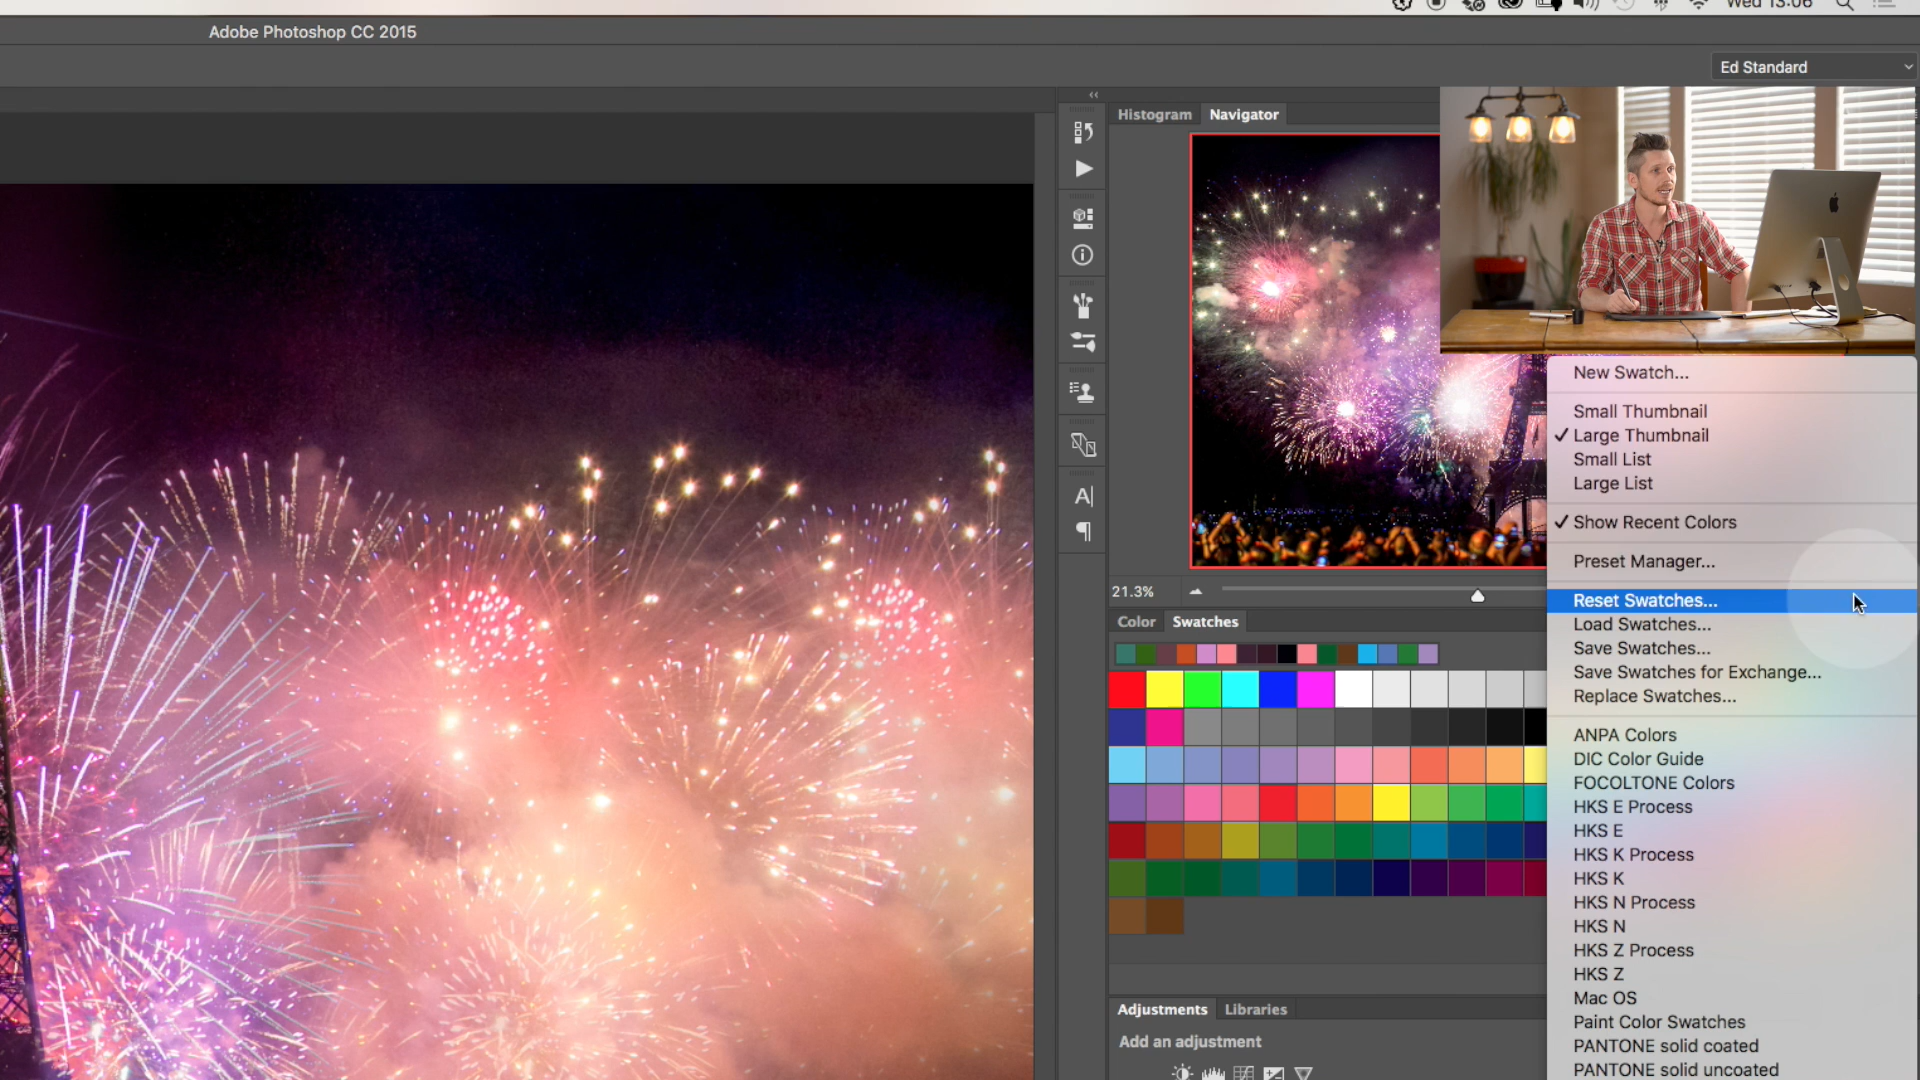 Wed 13:06
Adobe Photoshop CC 2015
Ed Standard
Histogram
Navigator
New Swatch...
Small Thumbnail
✓ Large Thumbnail
Small List
Large List
✓ Show Recent Colors
Preset Manager...
Reset Swatches...
Load Swatches...
Save Swatches...
Save Swatches for Exchange...
Replace Swatches...
ANPA Colors
DIC Color Guide
FOCOLTONE Colors
HKS E Process
HKS E
HKS K Process
HKS K
HKS N Process
HKS N
HKS Z Process
HKS Z
Mac OS
Paint Color Swatches
PANTONE solid coated
PANTONE solid uncoated
21.3%
Color
Swatches
Adjustments
Libraries
Add an adjustment